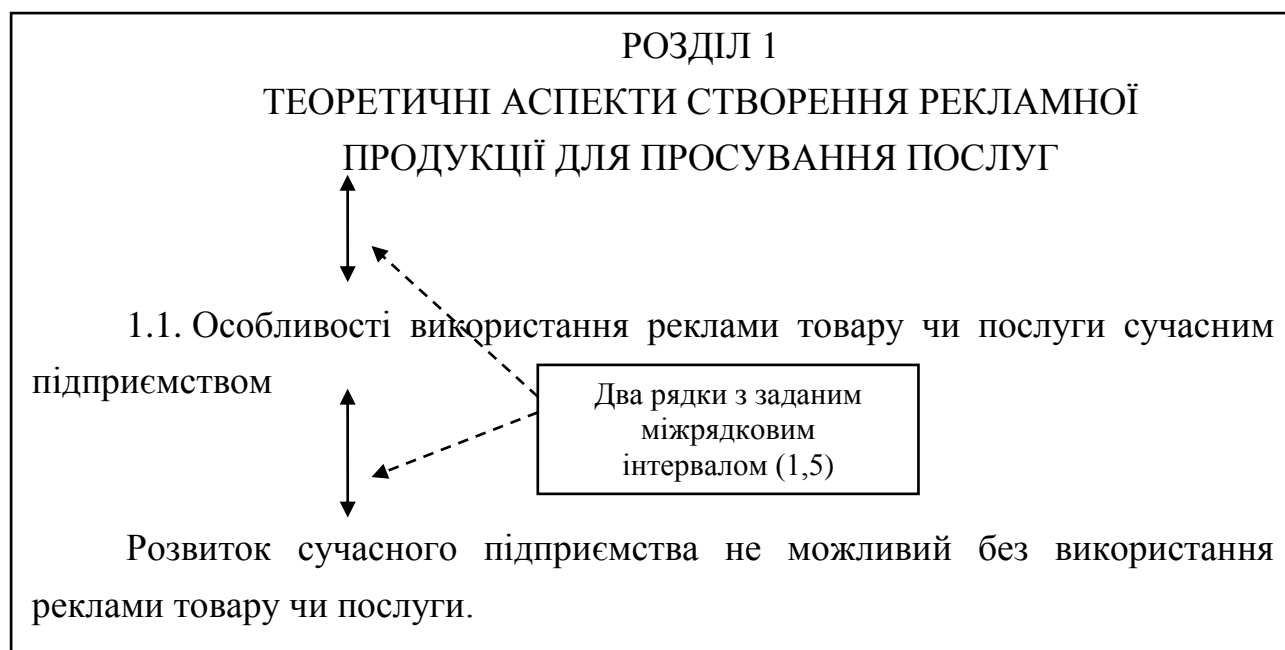 РОЗДІЛ 1
ТЕОРЕТИЧНІ АСПЕКТИ СТВОРЕННЯ РЕКЛАМНОЇ
ПРОДУКЦІЇ ДЛЯ ПРОСУВАННЯ ПОСЛУГ
1.1. Особливості використання реклами товару чи послуги сучасним
підприємством
Два рядки з заданим
міжрядковим
інтервалом (1,5)
Розвиток сучасного підприємства не можливий без використання
реклами товару чи послуги.